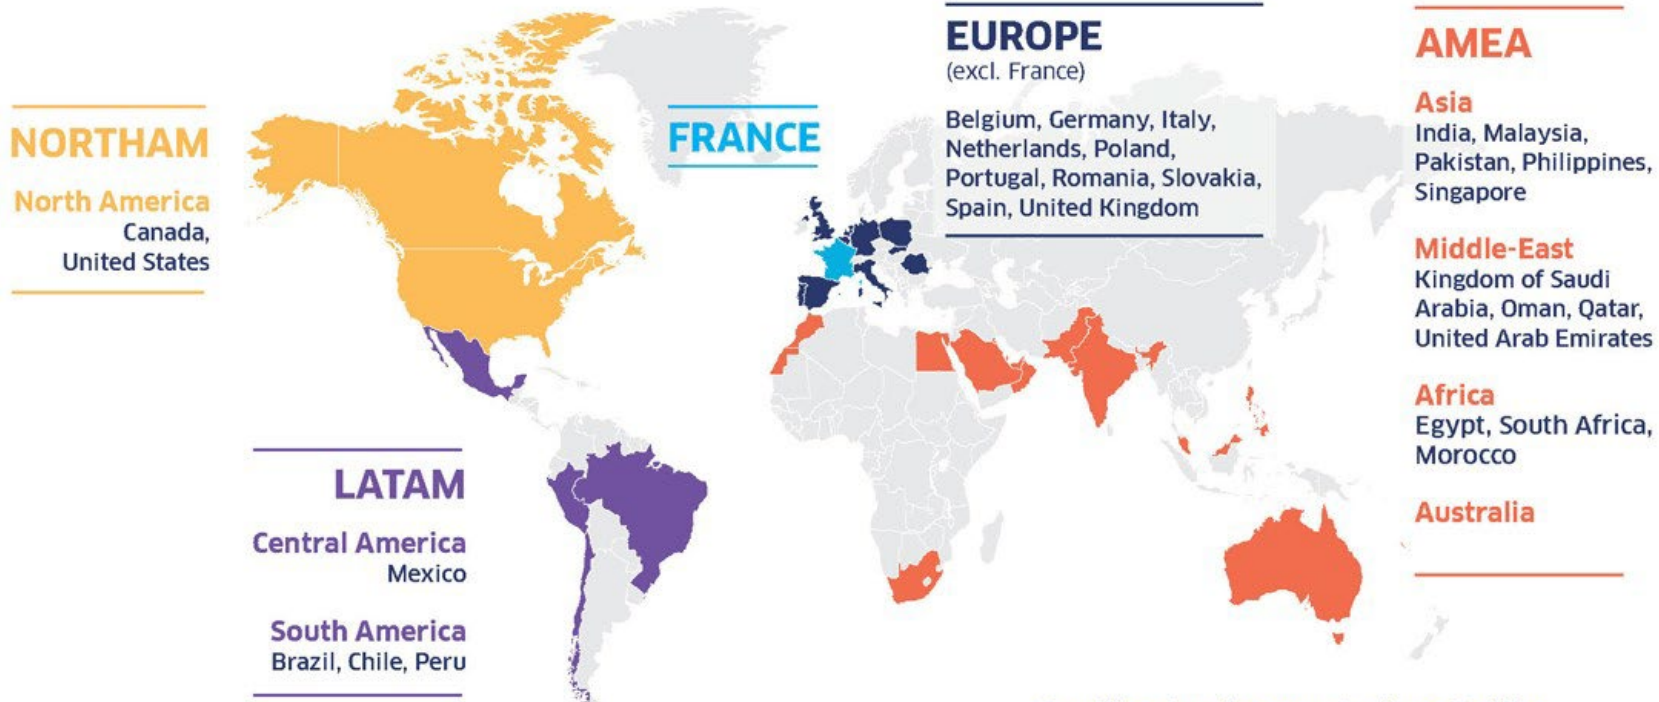 NORTHAM
North America
Canada,
United States
LATAM
Central America
Mexico
South America
Brazil, Chile, Peru
FRANCE
EUROPE
(excl. France)
Belgium, Germany, Italy,
Netherlands, Poland,
Portugal, Romania, Slovakia,
Spain, United Kingdom
AMEA
Asia
India, Malaysia,
Pakistan, Philippines,
Singapore
Middle-East
Kingdom of Saudi
Arabia, Oman, Qatar,
United Arab Emirates
Africa
Egypt, South Africa,
Morocco
Australia